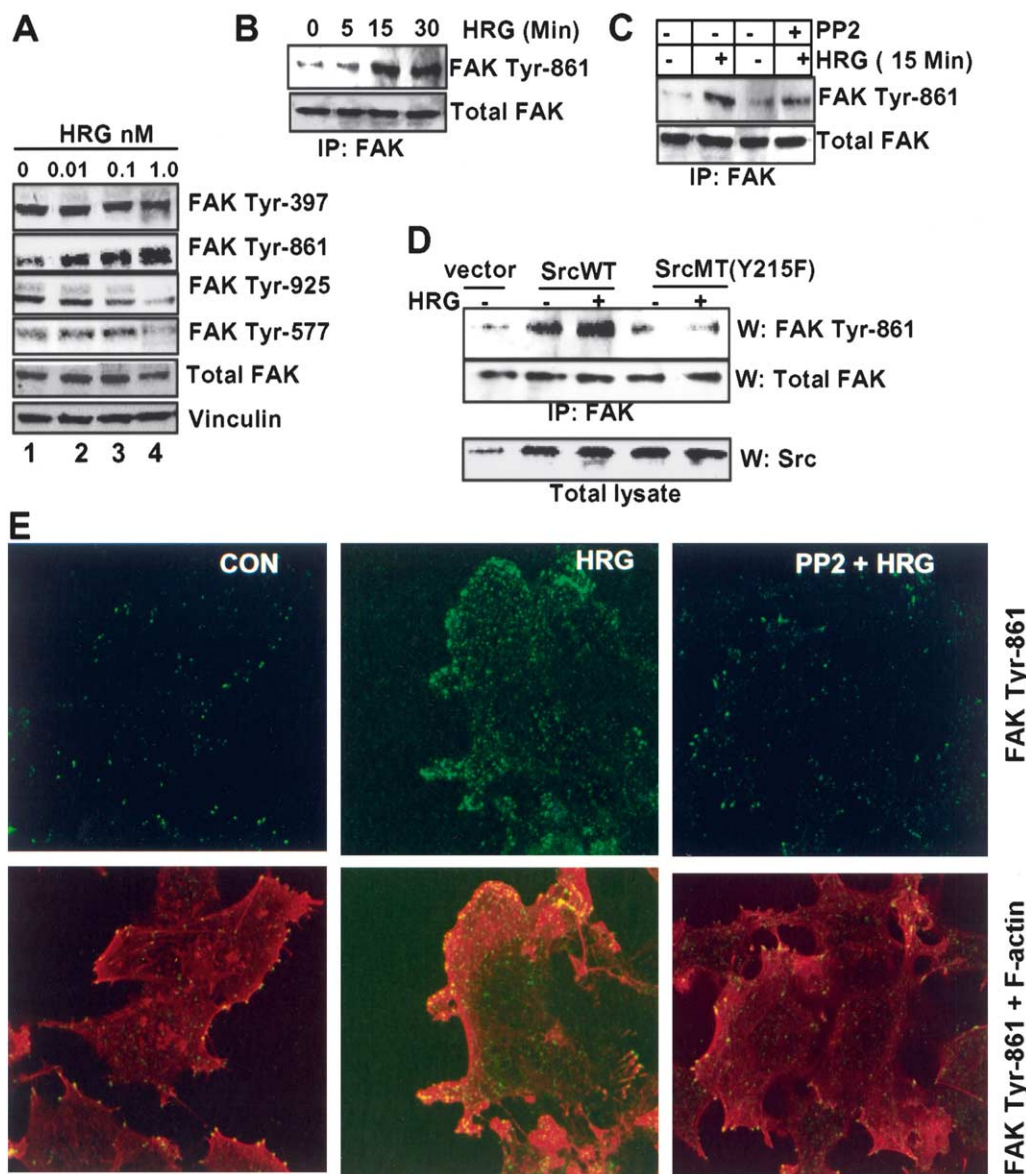 A
HRG nM
0 0.01 0.1 1.0
FAK Tyr-397
FAK Tyr-861
FAK Tyr-925
FAK Tyr-577
Total FAK
Vinculin
1 2 3 4
B
0 5 15 30 HRG (Min)
FAK Tyr-861
Total FAK
IP: FAK
C
- - - + PP2
- + - + HRG ( 15 Min)
FAK Tyr-861
Total FAK
IP: FAK
D
vector SrcWT SrcMT(Y215F)
HRG - - + - +
W: FAK Tyr-861
W: Total FAK
IP: FAK
W: Src
Total lysate
E
CON
HRG
PP2 + HRG
FAK Tyr-861
FAK Tyr-861 + F-actin